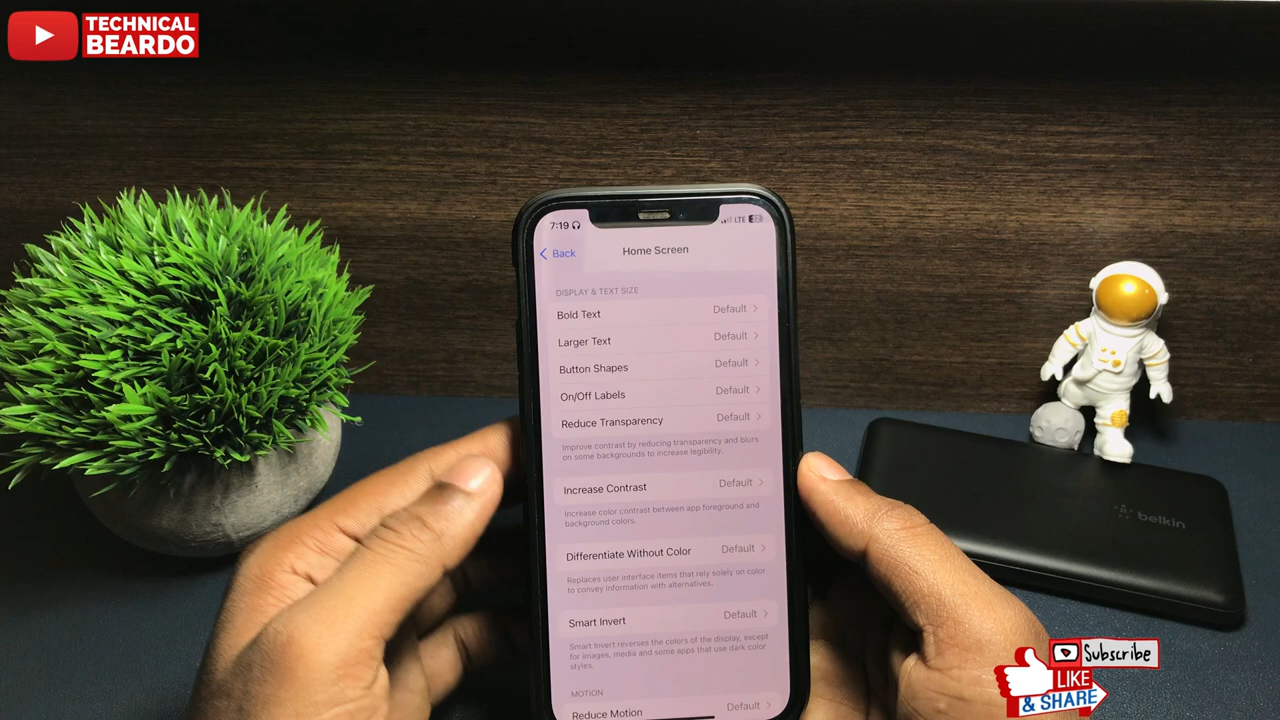 TECHNICAL
BEARDO
7:19
LTE
22
Back
Home Screen
DISPLAY & TEXT SIZE
Bold Text Default
Larger Text Default
Button Shapes Default
On/Off Labels Default
Reduce Transparency Default
Improve contrast by reducing transparency and blurs
on some backgrounds to increase legibility.
Increase Contrast Default
Increase color contrast between app foreground and
background colors.
Differentiate Without Color Default
Replaces user interface items that rely solely on color
to convey information with alternatives.
Smart Invert Default
Smart Invert reverses the colors of the display, except
for images, media and some apps that use dark color
styles.
MOTION
Reduce Motion Default
belkin
Subscribe
LIKE
& SHARE